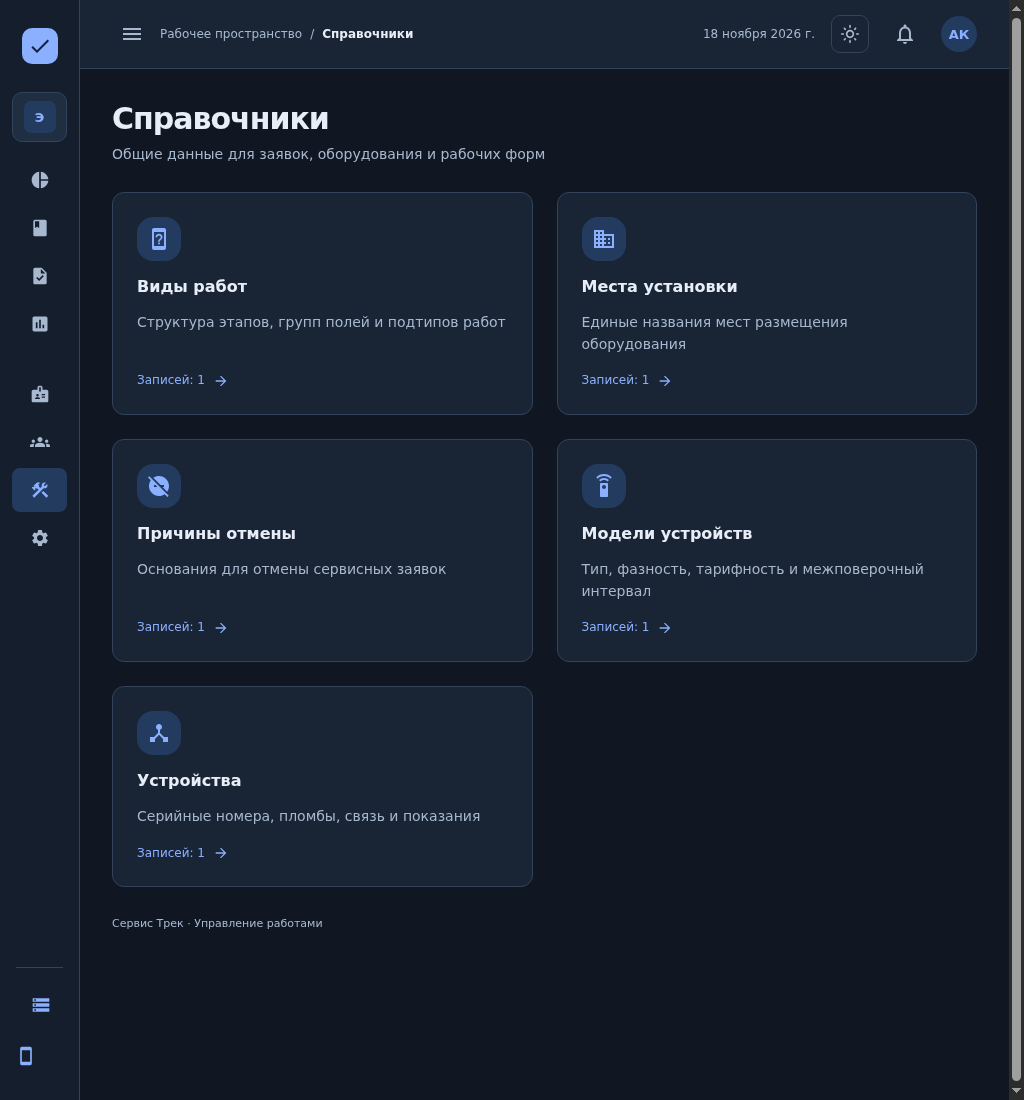 Рабочее пространство / Справочники
18 ноября 2026 г.
АК
Э
Справочники
Общие данные для заявок, оборудования и рабочих форм
Виды работ
Структура этапов, групп полей и подтипов работ
Записей: 1
Места установки
Единые названия мест размещения
оборудования
Записей: 1
Причины отмены
Основания для отмены сервисных заявок
Записей: 1
Модели устройств
Тип, фазность, тарифность и межповерочный
интервал
Записей: 1
Устройства
Серийные номера, пломбы, связь и показания
Записей: 1
Сервис Трек · Управление работами